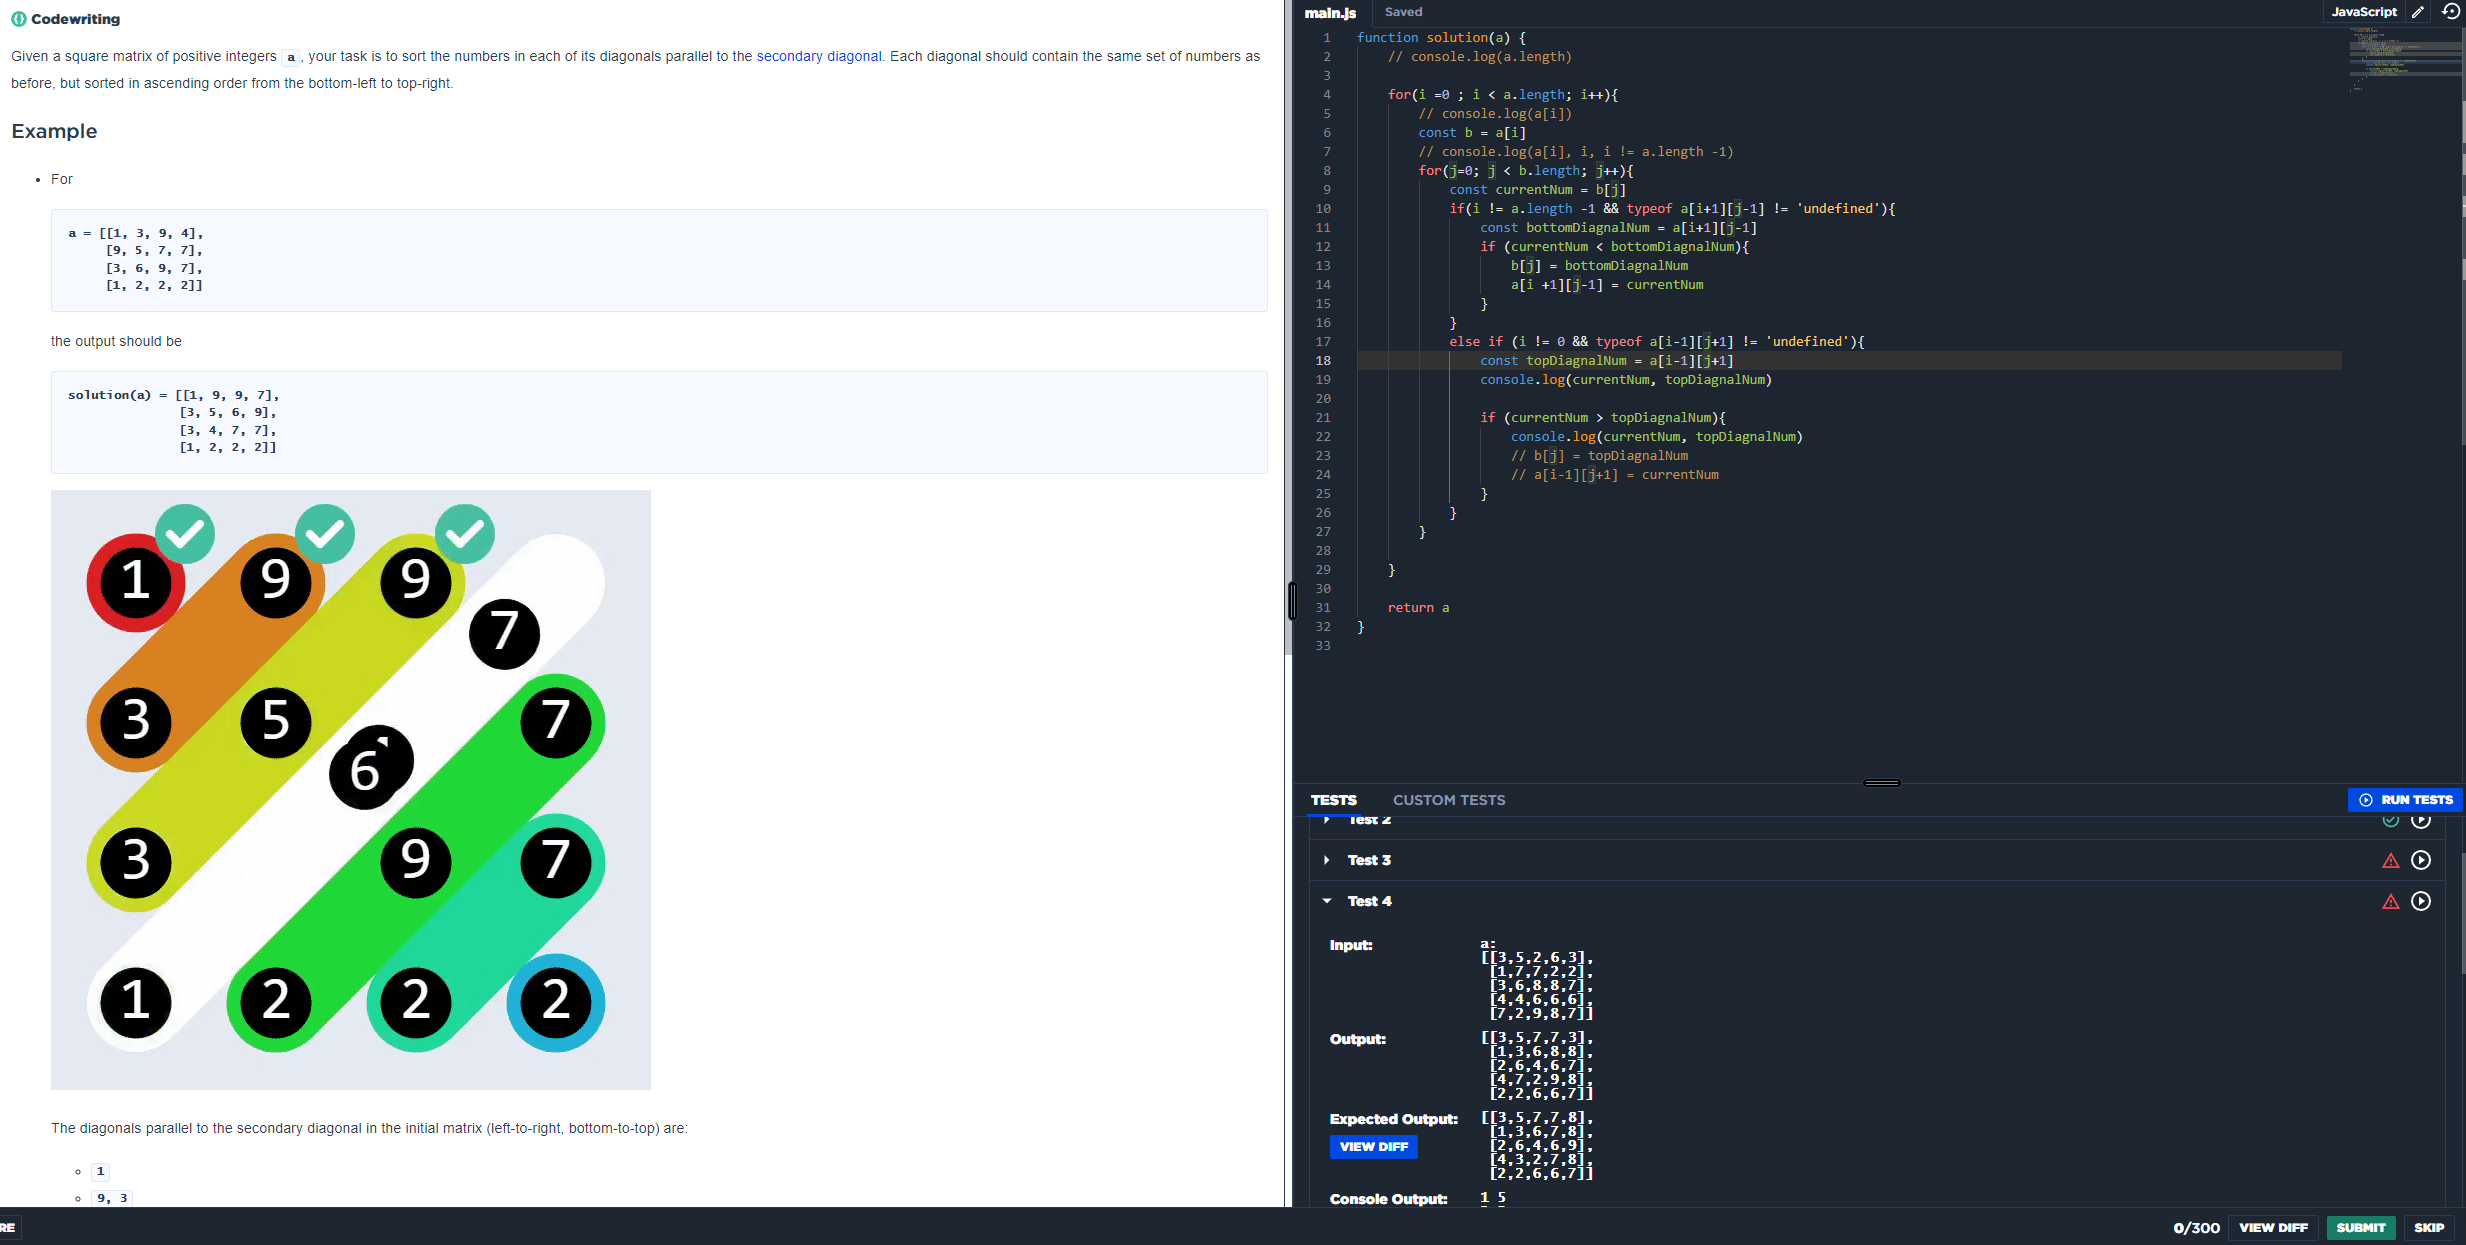 Codewriting
Given a square matrix of positive integers a, your task is to sort the numbers in each of its diagonals parallel to the secondary diagonal. Each diagonal should contain the same set of numbers as
before, but sorted in ascending order from the bottom-left to top-right.
Example
• For
a = [[1, 3, 9, 4],
[9, 5, 7, 7],
[3, 6, 9, 7],
[1, 2, 2, 2]]
the output should be
solution(a) = [[1, 9, 9, 7],
[3, 5, 6, 9],
[3, 4, 7, 7],
[1, 2, 2, 2]]
1 9 9
7
3 5 7
6
3 9 7
1 2 2 2
The diagonals parallel to the secondary diagonal in the initial matrix (left-to-right, bottom-to-top) are:
1
9, 3
RE
main.js Saved JavaScript
1 function solution(a) {
2 // console.log(a.length)
3
4 for(i =0 ; i < a.length; i++){
5 // console.log(a[i])
6 const b = a[i]
7 // console.log(a[i], i, i != a.length -1)
8 for(j=0; j < b.length; j++){
9 const currentNum = b[j]
10 if(i != a.length -1 && typeof a[i+1][j-1] != 'undefined'){
11 const bottomDiagnalNum = a[i+1][j-1]
12 if (currentNum < bottomDiagnalNum){
13 b[j] = bottomDiagnalNum
14 a[i +1][j-1] = currentNum
15 }
16 }
17 else if (i != 0 && typeof a[i-1][j+1] != 'undefined'){
18 const topDiagnalNum = a[i-1][j+1]
19 console.log(currentNum, topDiagnalNum)
20
21 if (currentNum > topDiagnalNum){
22 console.log(currentNum, topDiagnalNum)
23 // b[j] = topDiagnalNum
24 // a[i-1][j+1] = currentNum
25 }
26 }
27 }
28
29 }
30
31 return a
32 }
33
TESTS CUSTOM TESTS RUN TESTS
Test 2
Test 3
Test 4
Input: a:
[[3,5,2,6,3],
[1,7,7,2,2],
[3,6,8,8,7],
[4,4,6,6,6],
[7,2,9,8,7]]
Output: [[3,5,7,7,3],
[1,3,6,8,8],
[2,6,4,6,7],
[4,7,2,9,8],
[2,2,6,6,7]]
Expected Output: [[3,5,7,7,8],
[1,3,6,7,8],
VIEW DIFF [2,6,4,6,9],
[4,3,2,7,8],
[2,2,6,6,7]]
Console Output: 1 5
0/300 VIEW DIFF SUBMIT SKIP